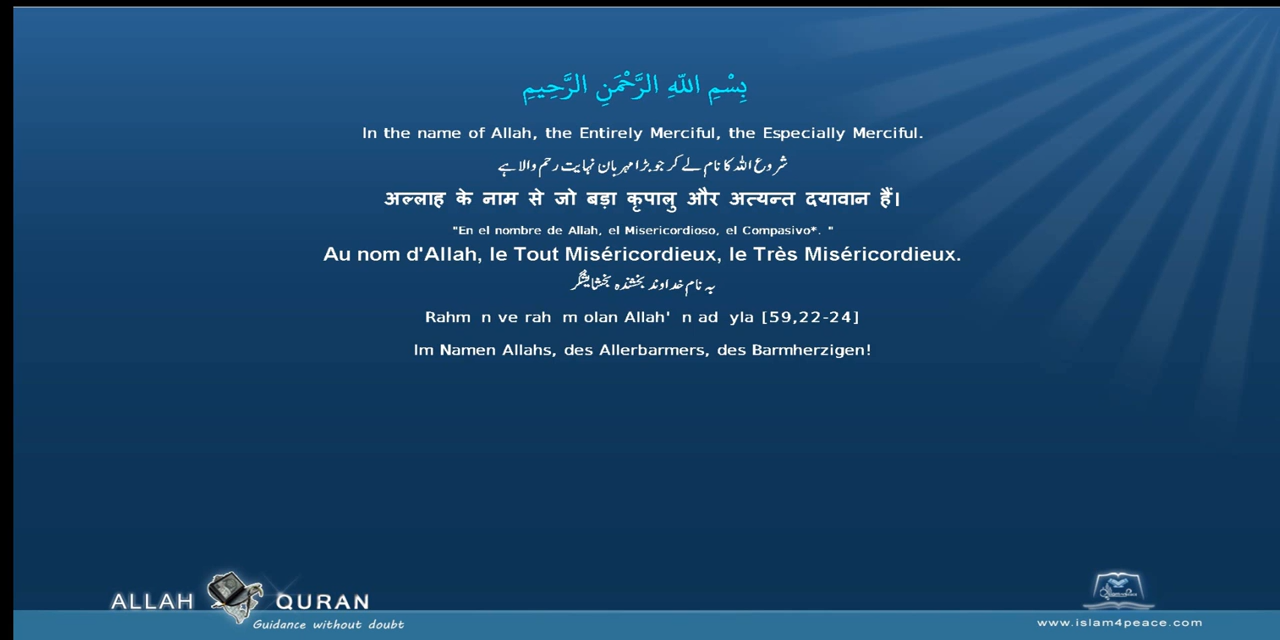 بِسْمِ اللَّهِ الرَّحْمَنِ الرَّحِيمِ
In the name of Allah, the Entirely Merciful, the Especially Merciful.
شروع الله کا نام لے کر جو بڑا مہربان نہایت رحم والا ہے
अल्लाह के नाम से जो बड़ा कृपालु और अत्यन्त दयावान हैं।
"En el nombre de Allah, el Misericordioso, el Compasivo*. "
Au nom d'Allah, le Tout Miséricordieux, le Très Miséricordieux.
به نام خداوند بخشنده بخشایشگر
Rahm n ve rah m olan Allah' n ad yla [59,22-24]
Im Namen Allahs, des Allerbarmers, des Barmherzigen!
ALLAH QURAN
Guidance without doubt
www.islam4peace.com